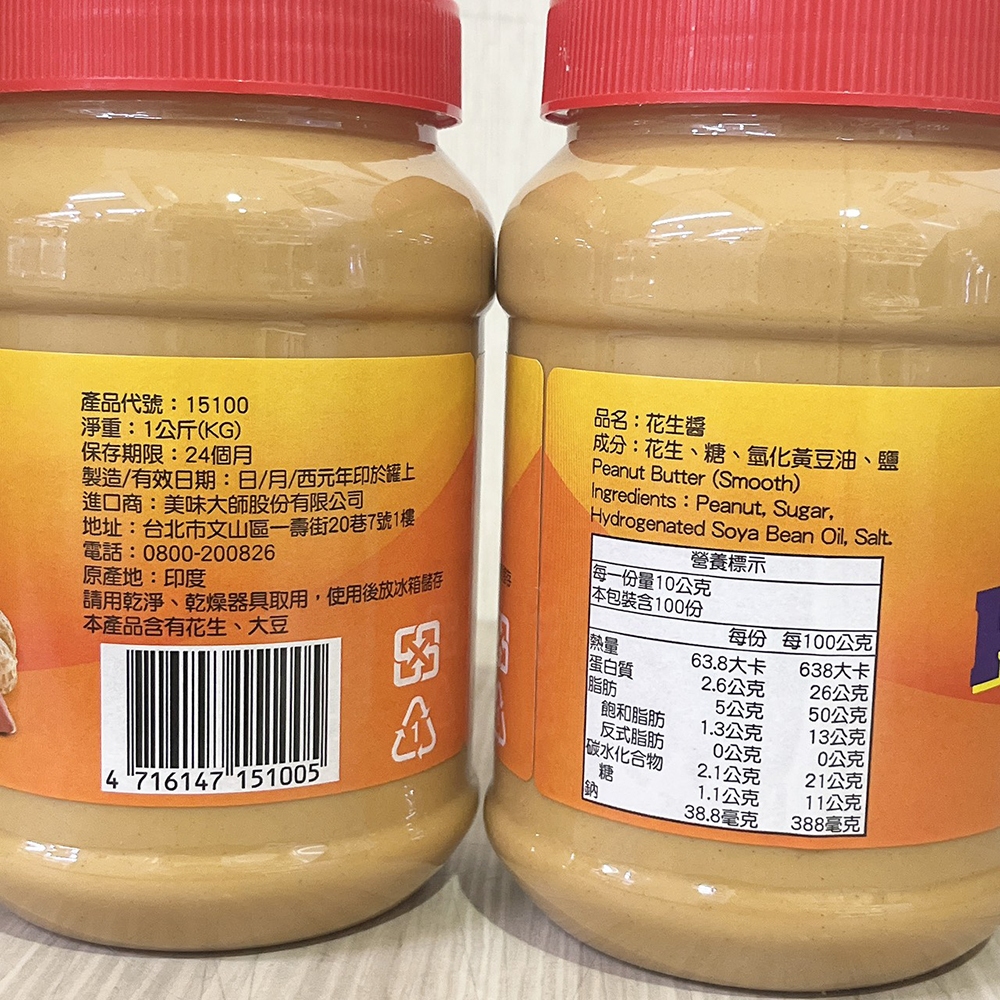 產品代號：15100
淨重：1公斤(KG)
保存期限：24個月
製造/有效日期：日/月/西元年印於罐上
進口商：美味大師股份有限公司
地址：台北市文山區一壽街20巷7號1樓
電話：0800-200826
原產地：印度
請用乾淨、乾燥器具取用，使用後放冰箱儲存
本產品含有花生、大豆
4 716147 151005
1
品名：花生醬
成分：花生、糖、氫化黃豆油、鹽
Peanut Butter (Smooth)
Ingredients：Peanut, Sugar,
Hydrogenated Soya Bean Oil, Salt.
營養標示
每一份量10公克
本包裝含100份
每份 每100公克
熱量 63.8大卡 638大卡
蛋白質 2.6公克 26公克
脂肪 5公克 50公克
飽和脂肪 1.3公克 13公克
反式脂肪 0公克 0公克
碳水化合物 2.1公克 21公克
糖 1.1公克 11公克
鈉 38.8毫克 388毫克